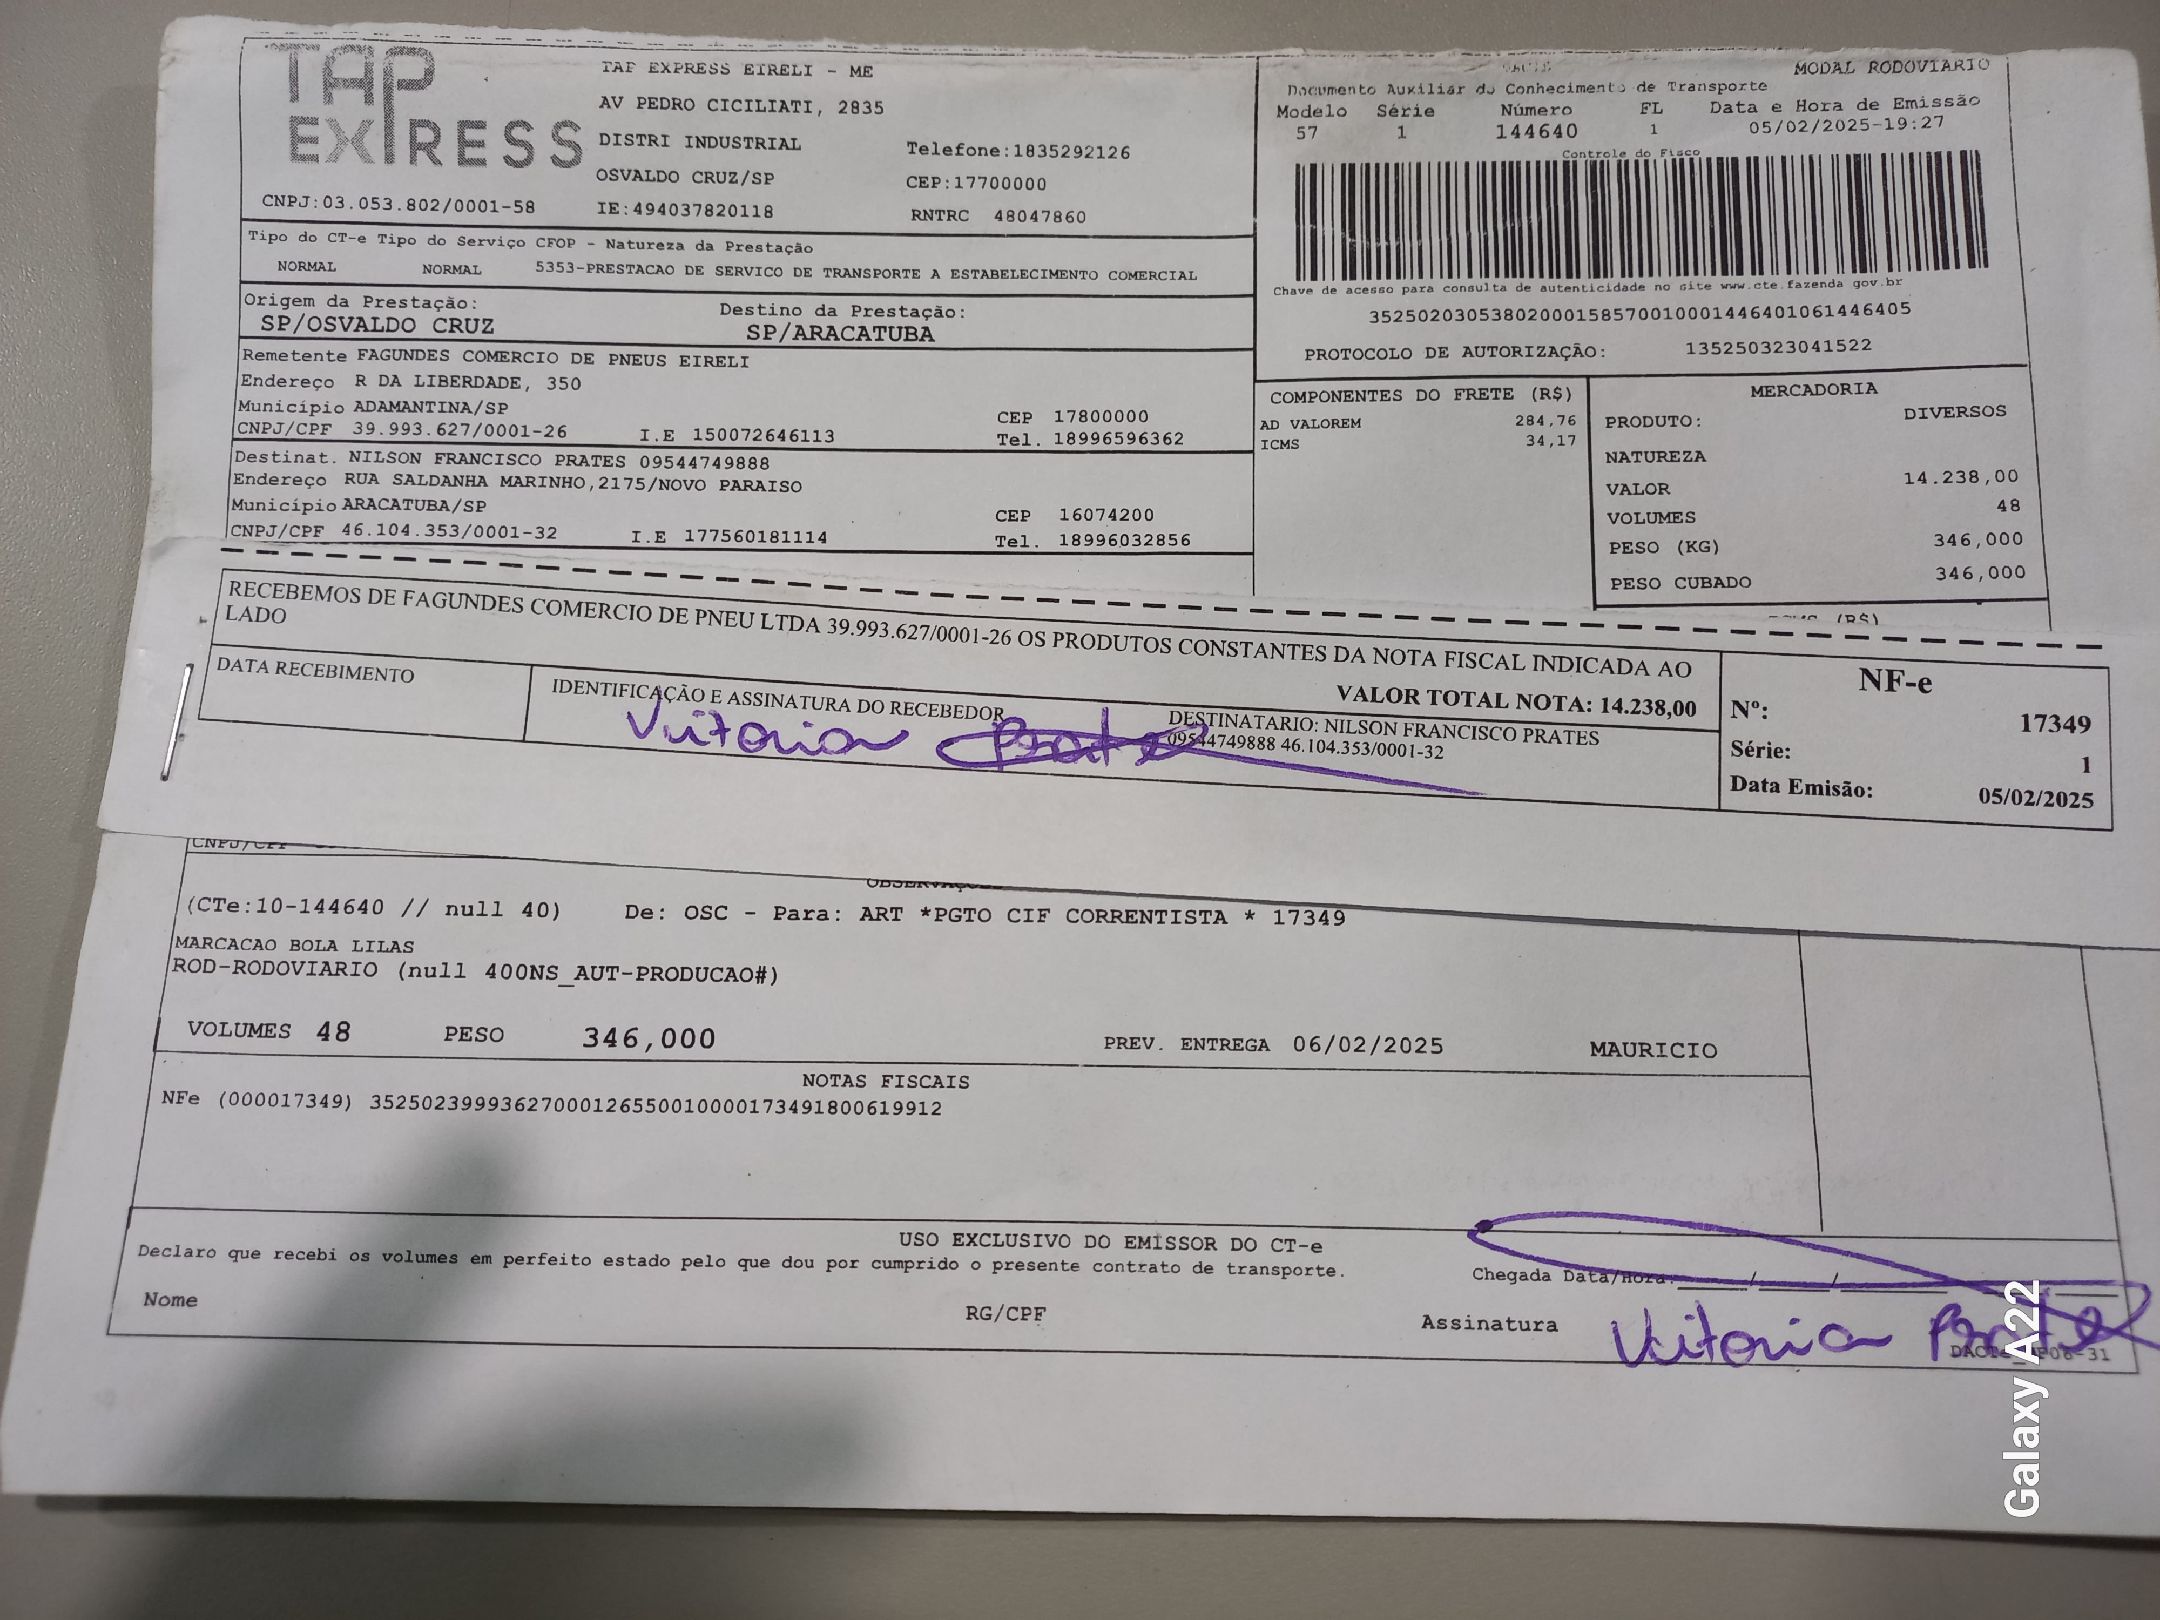 TAP EXPRESS
TAP EXPRESS EIRELI - ME
AV PEDRO CICILIATI, 2835
DISTRI INDUSTRIAL
Telefone:1835292126
OSVALDO CRUZ/SP
CEP:17700000
CNPJ:03.053.802/0001-58
IE:494037820118
RNTRC 48047860
MODAL RODOVIARIO
Documento Auxiliar do Conhecimento de Transporte
Modelo Série Número FL Data e Hora de Emissão
57 1 144640 1 05/02/2025-19:27
Controle do Fisco
Chave de acesso para consulta de autenticidade no site www.cte.fazenda gov.br
35250203053802000158570010001446401061446405
PROTOCOLO DE AUTORIZAÇÃO: 135250323041522
Tipo do CT-e Tipo do Serviço CFOP - Natureza da Prestação
NORMAL NORMAL 5353-PRESTACAO DE SERVICO DE TRANSPORTE A ESTABELECIMENTO COMERCIAL
Origem da Prestação: Destino da Prestação:
SP/OSVALDO CRUZ SP/ARACATUBA
Remetente FAGUNDES COMERCIO DE PNEUS EIRELI
Endereço R DA LIBERDADE, 350
Município ADAMANTINA/SP CEP 17800000
CNPJ/CPF 39.993.627/0001-26 I.E 150072646113 Tel. 18996596362
Destinat. NILSON FRANCISCO PRATES 09544749888
Endereço RUA SALDANHA MARINHO,2175/NOVO PARAISO
Município ARACATUBA/SP CEP 16074200
CNPJ/CPF 46.104.353/0001-32 I.E 177560181114 Tel. 18996032856
COMPONENTES DO FRETE (R$)
AD VALOREM 284,76
ICMS 34,17
MERCADORIA
PRODUTO: DIVERSOS
NATUREZA
VALOR 14.238,00
VOLUMES 48
PESO (KG) 346,000
PESO CUBADO 346,000
(R$)
RECEBEMOS DE FAGUNDES COMERCIO DE PNEU LTDA 39.993.627/0001-26 OS PRODUTOS CONSTANTES DA NOTA FISCAL INDICADA AO
LADO
VALOR TOTAL NOTA: 14.238,00
DATA RECEBIMENTO
IDENTIFICAÇÃO E ASSINATURA DO RECEBEDOR
DESTINATARIO: NILSON FRANCISCO PRATES
09544749888 46.104.353/0001-32
Vitoria Prates
NF-e
Nº: 17349
Série: 1
Data Emisão: 05/02/2025
CNPJ/CPF
OBSERVAÇÕES
(CTe:10-144640 // null 40) De: OSC - Para: ART *PGTO CIF CORRENTISTA * 17349
MARCACAO BOLA LILAS
ROD-RODOVIARIO (null 400NS_AUT-PRODUCAO#)
VOLUMES 48 PESO 346,000 PREV. ENTREGA 06/02/2025 MAURICIO
NOTAS FISCAIS
NFe (000017349) 35250239993627000126550010000173491800619912
USO EXCLUSIVO DO EMISSOR DO CT-e
Declaro que recebi os volumes em perfeito estado pelo que dou por cumprido o presente contrato de transporte.
Chegada Data/Hora:
Nome RG/CPF Assinatura
Vitoria Prates
Galaxy A22